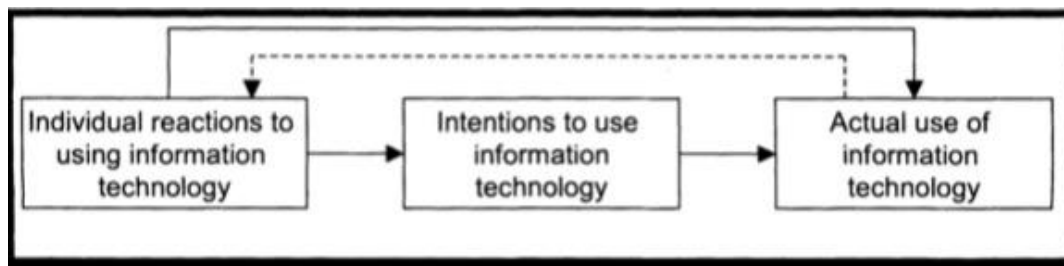 Individual reactions to
using information
technology
Intentions to use
information
technology
Actual use of
information
technology